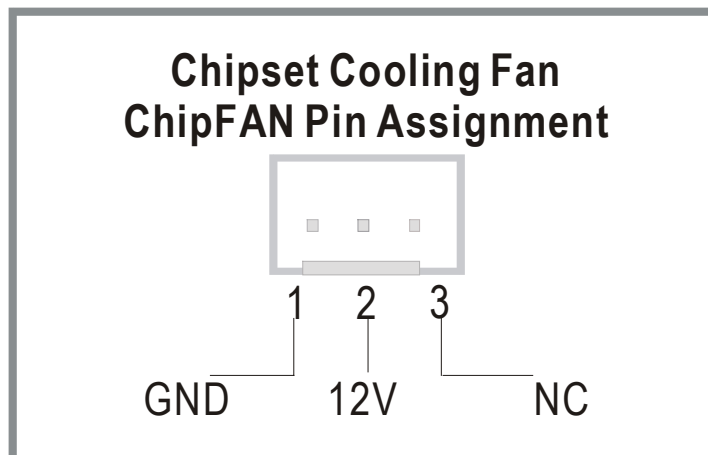 Chipset Cooling Fan
ChipFAN Pin Assignment
1 2 3
GND 12V NC